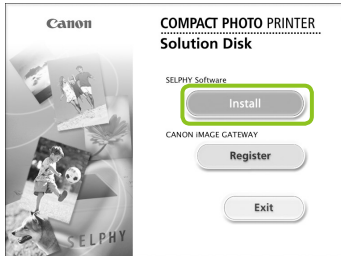 Canon
COMPACT PHOTO PRINTER
Solution Disk
SELPHY Software
Install
CANON iMAGE GATEWAY
Register
Exit
SELPHY